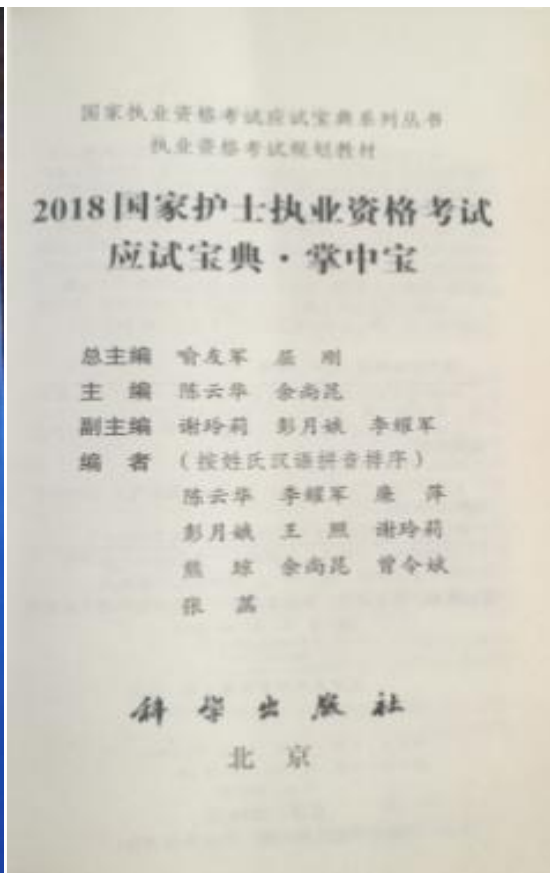 国家执业资格考试应试宝典系列丛书
执业资格考试规划教材
2018国家护士执业资格考试
应试宝典·掌中宝
总主编 喻友军 屈 刚
主 编 陈云华 余尚昆
副主编 谢玲莉 彭月娥 李耀军
编 者 (按姓氏汉语拼音排序)
陈云华 李耀军 廉 萍
彭月娥 王 照 谢玲莉
熊 琼 余尚昆 曾令斌
张
科学出版社
北 京